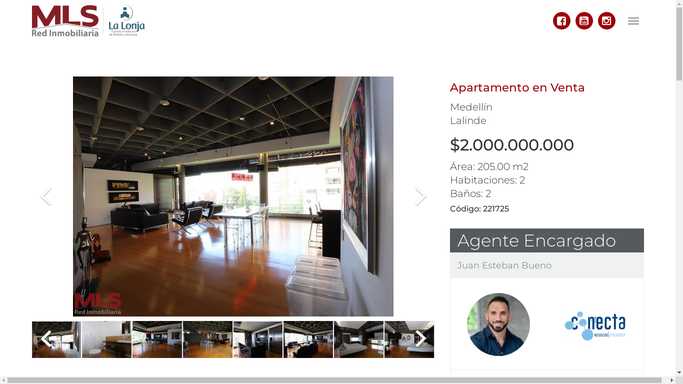 MLS
Red Inmobiliaria
La Lonja
Apartamento en Venta
Medellín
Lalinde
$2.000.000.000
Área: 205.00 m2
Habitaciones: 2
Baños: 2
Código: 221725
Agente Encargado
Juan Esteban Bueno
conecta
MLS
Red Inmobiliaria